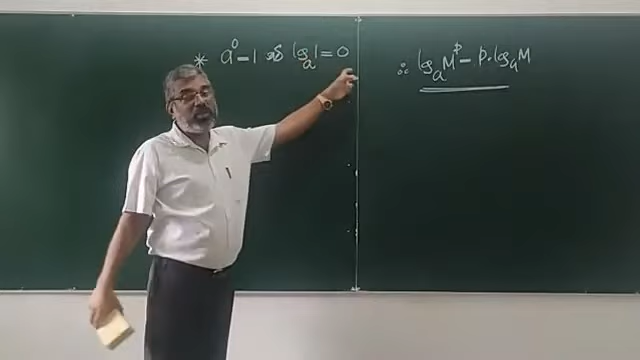 * a⁰ = 1 logₐ1 = 0
∴ logₐMᵖ = p·logₐM